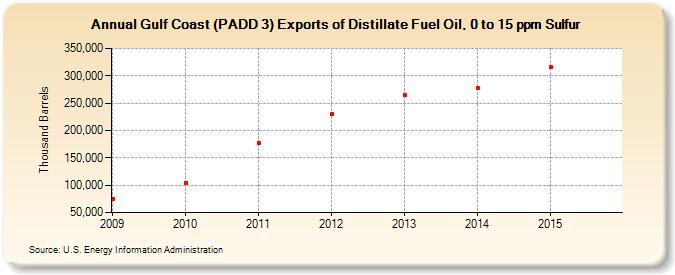 Annual Gulf Coast (PADD 3) Exports of Distillate Fuel Oil, 0 to 15 ppm Sulfur
Thousand Barrels
350,000
300,000
250,000
200,000
150,000
100,000
50,000
2009 2010 2011 2012 2013 2014 2015
Source: U.S. Energy Information Administration